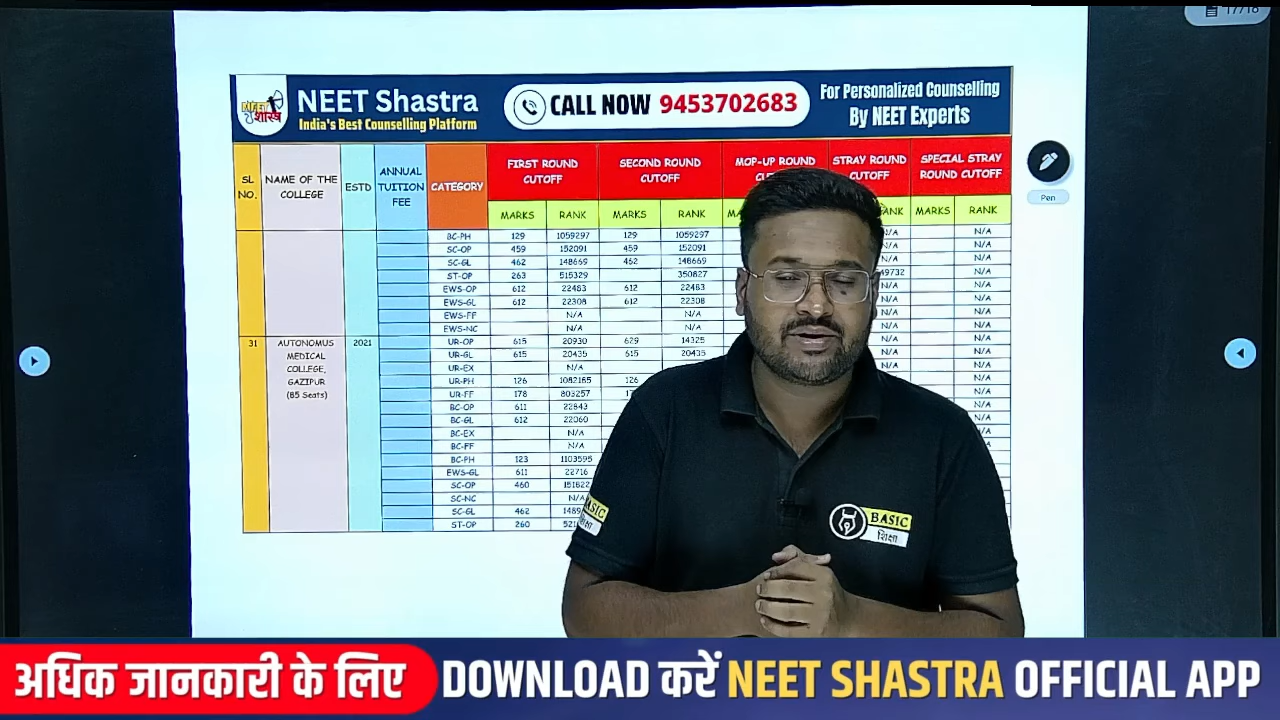 17/18
NEET शास्त्र
NEET Shastra
India's Best Counselling Platform
CALL NOW 9453702683
For Personalized Counselling
By NEET Experts
SL NO. NAME OF THE COLLEGE ESTD ANNUAL TUITION FEE CATEGORY FIRST ROUND CUTOFF SECOND ROUND CUTOFF MOP-UP ROUND STRAY ROUND CUTOFF SPECIAL STRAY ROUND CUTOFF
MARKS RANK MARKS RANK MARKS RANK
Pen
BC-PH 129 1059297 129 1059297 N/A N/A
SC-OP 459 152091 459 152091 N/A N/A
SC-GL 462 148669 462 148669 N/A N/A
ST-OP 263 515329 350827 N/A
EWS-OP 612 22483 612 22483 N/A N/A
EWS-GL 612 22308 612 22308 N/A N/A
EWS-FF N/A N/A N/A N/A
EWS-NC N/A N/A N/A N/A
31 AUTONOMUS MEDICAL COLLEGE, GAZIPUR (85 Seats) 2021 UR-OP 615 20930 629 14325 N/A N/A
UR-GL 615 20435 615 20435 N/A N/A
UR-EX N/A N/A N/A
UR-PH 126 1082165 126 N/A
UR-FF 178 803257 N/A
BC-OP 611 22843 N/A
BC-GL 612 22060 N/A
BC-EX N/A N/A
BC-FF N/A N/A
BC-PH 123 1103595
EWS-GL 611 22716
SC-OP 460 151822
SC-NC N/A
SC-GL 462
ST-OP 260
BASIC
शिक्षा
अधिक जानकारी के लिए DOWNLOAD करें NEET SHASTRA OFFICIAL APP